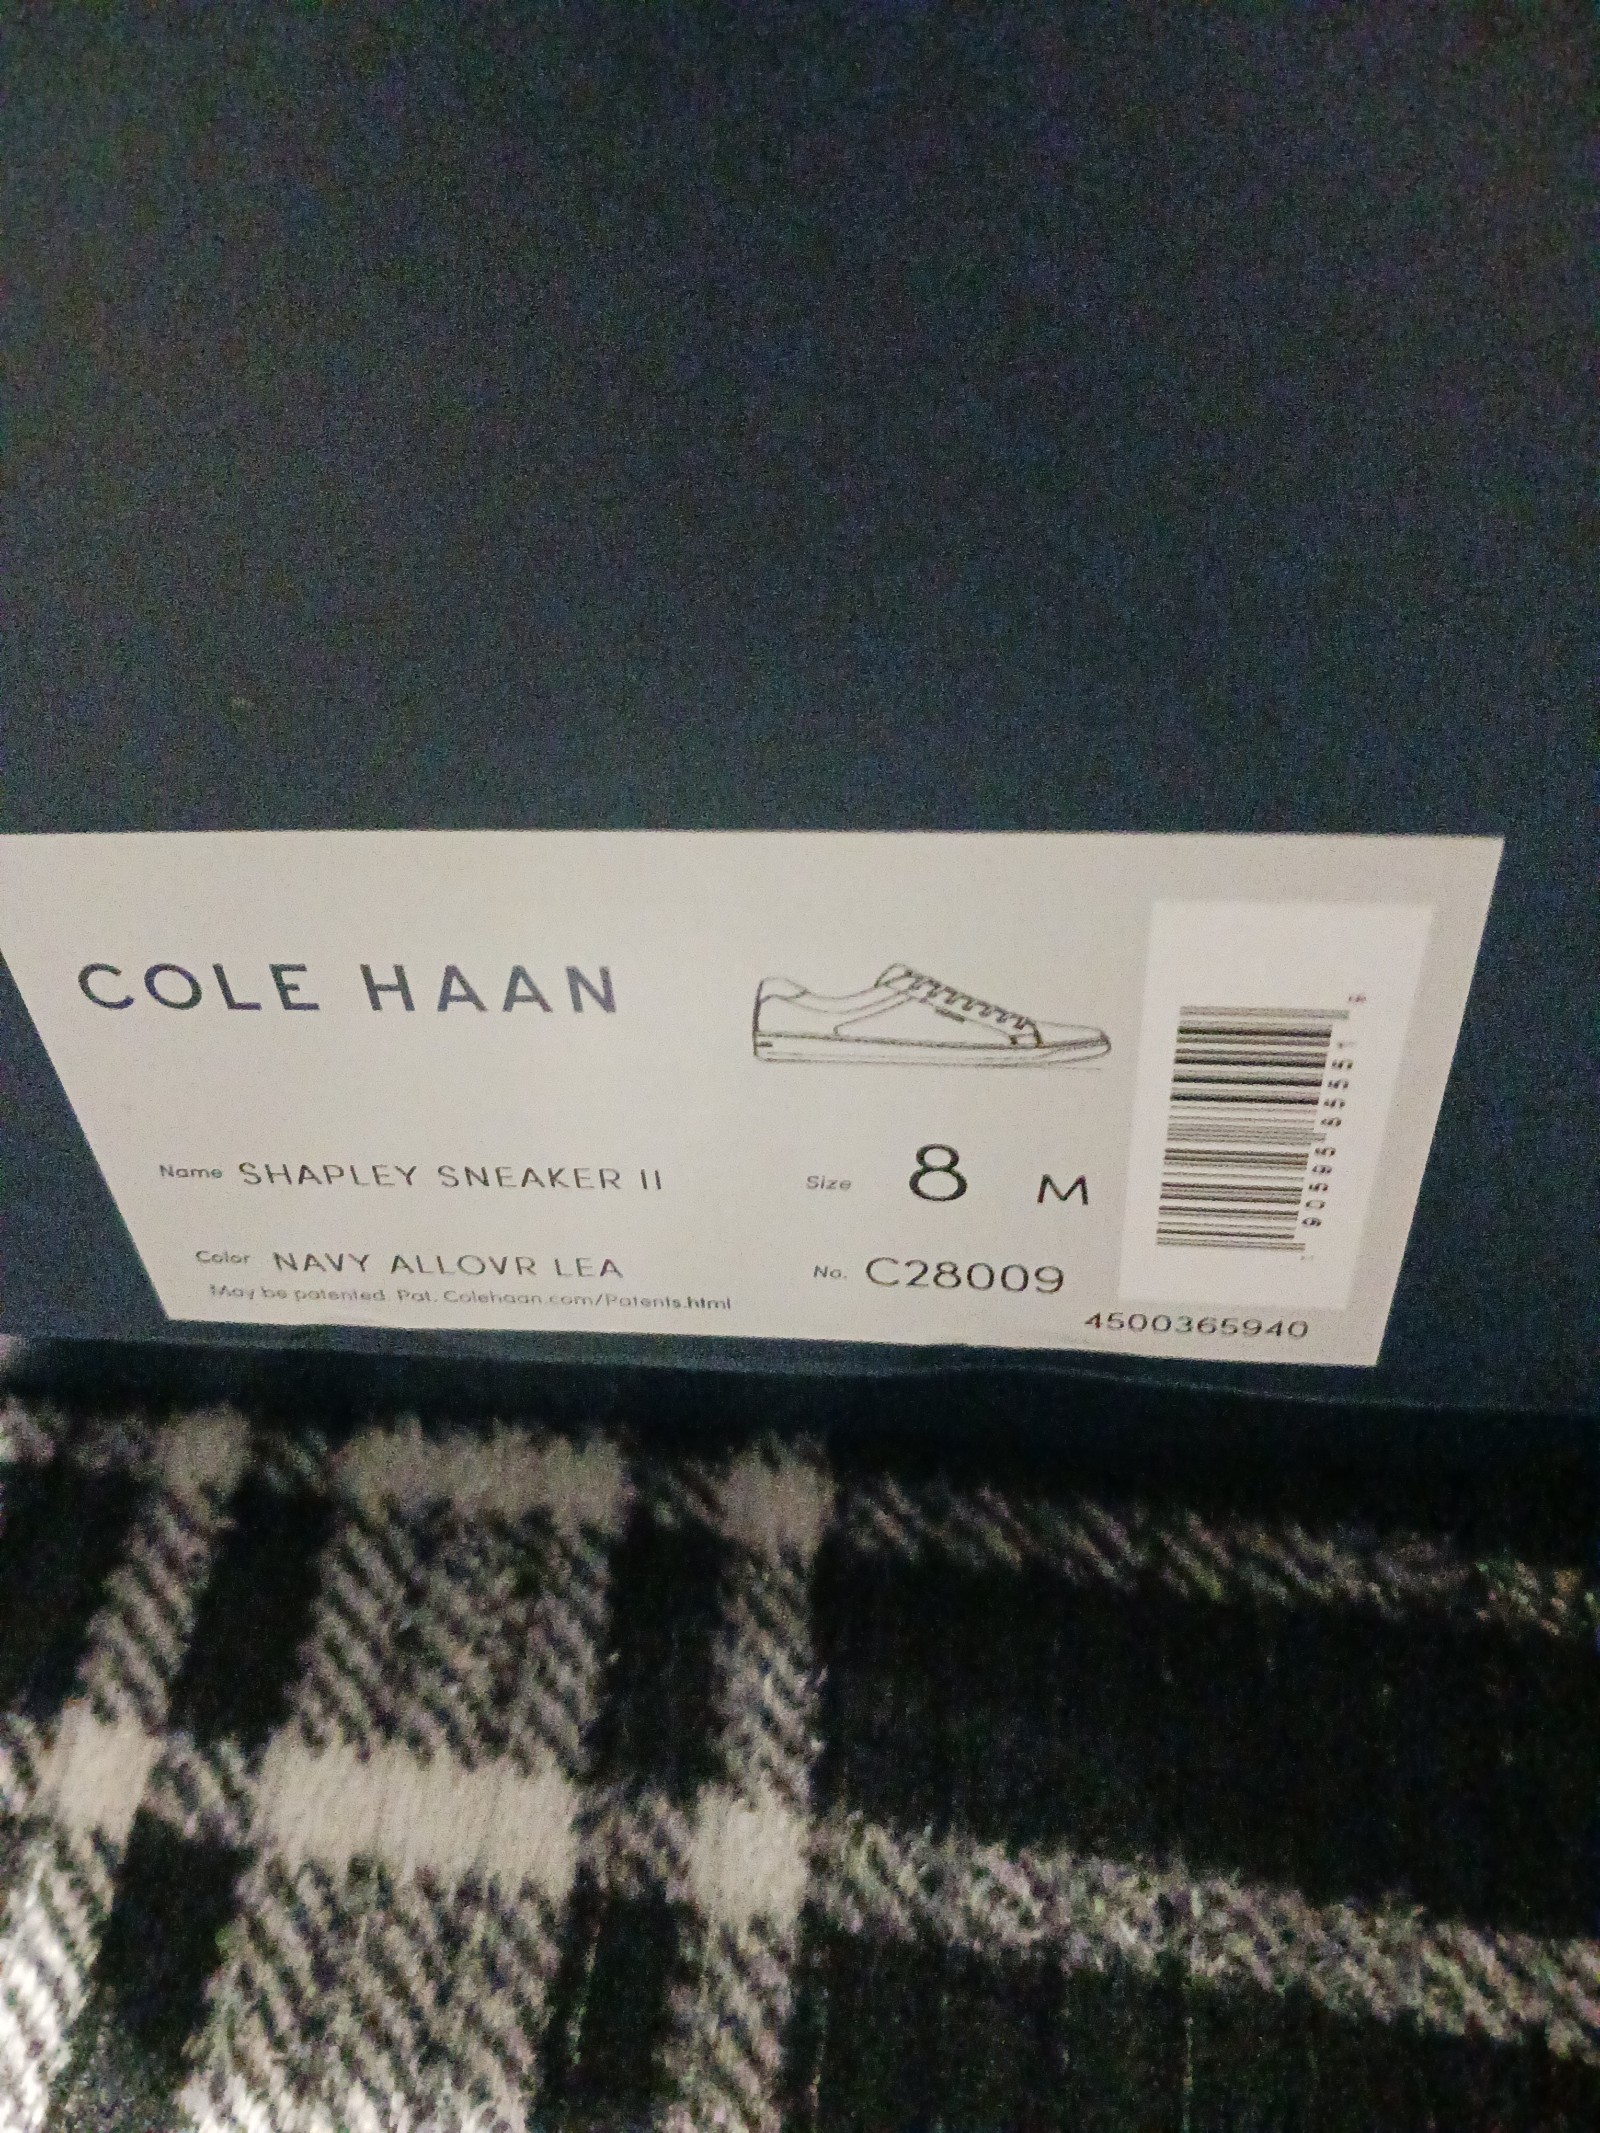 COLE HAAN
Name SHAPLEY SNEAKER II
Size 8 M
Color NAVY ALLOVR LEA
No. C28009
May be patented Pat. Colehaan.com/Patents.html
4500365940